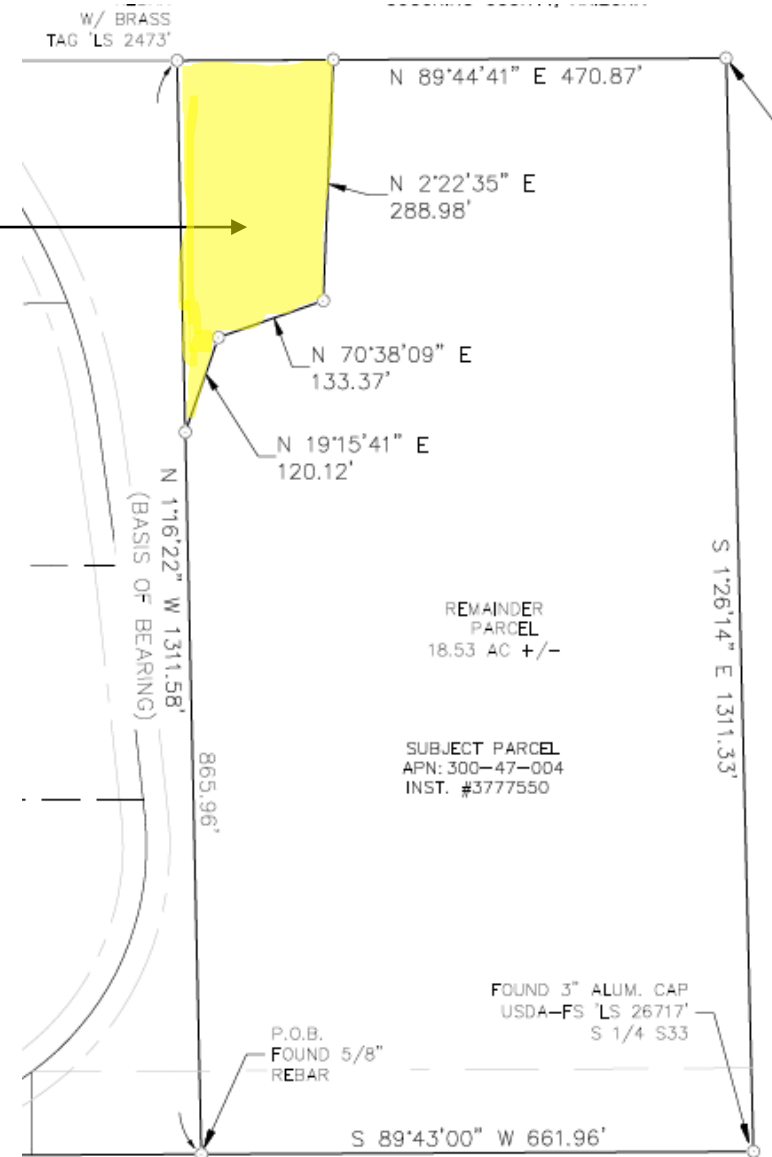 W/ BRASS
TAG 'LS 2473'
N 89°44'41" E 470.87'
N 2°22'35" E
288.98'
N 70°38'09" E
133.37'
N 19°15'41" E
120.12'
N 1°16'22" W 1311.58'
(BASIS OF BEARING)
S 1°26'14" E 1311.33'
REMAINDER
PARCEL
18.53 AC +/-
SUBJECT PARCEL
APN: 300-47-004
INST. #3777550
865.96'
FOUND 3" ALUM. CAP
USDA-FS 'LS 26717'
S 1/4 S33
P.O.B.
FOUND 5/8"
REBAR
S 89°43'00" W 661.96'